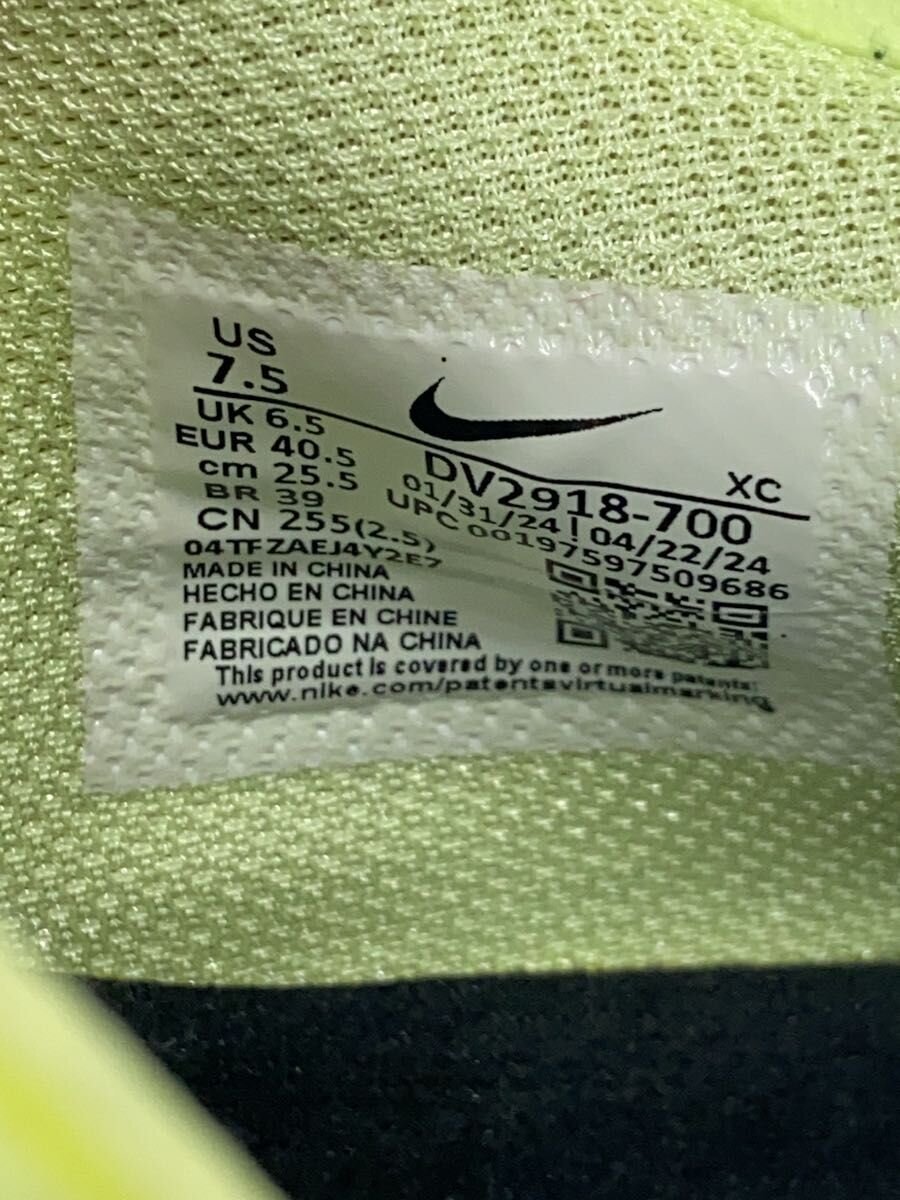 US
7.5
UK 6.5
EUR 40.5
cm 25.5
BR 39
CN 255(2.5)
XC
DV2918-700
01/31/24 | 04/22/24
UPC 00197597509686
04TFZAEJ4Y2E7
MADE IN CHINA
HECHO EN CHINA
FABRIQUE EN CHINE
FABRICADO NA CHINA
This product is covered by one or more patents:
www.nike.com/patentsvirtualmarking